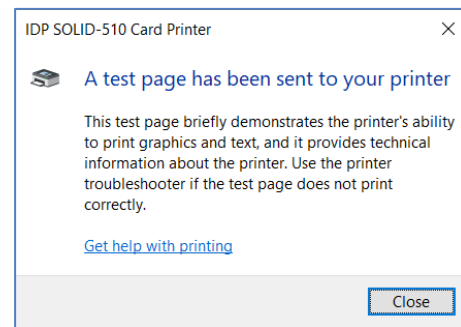 IDP SOLID-510 Card Printer
A test page has been sent to your printer
This test page briefly demonstrates the printer's ability
to print graphics and text, and it provides technical
information about the printer. Use the printer
troubleshooter if the test page does not print
correctly.
Get help with printing
Close